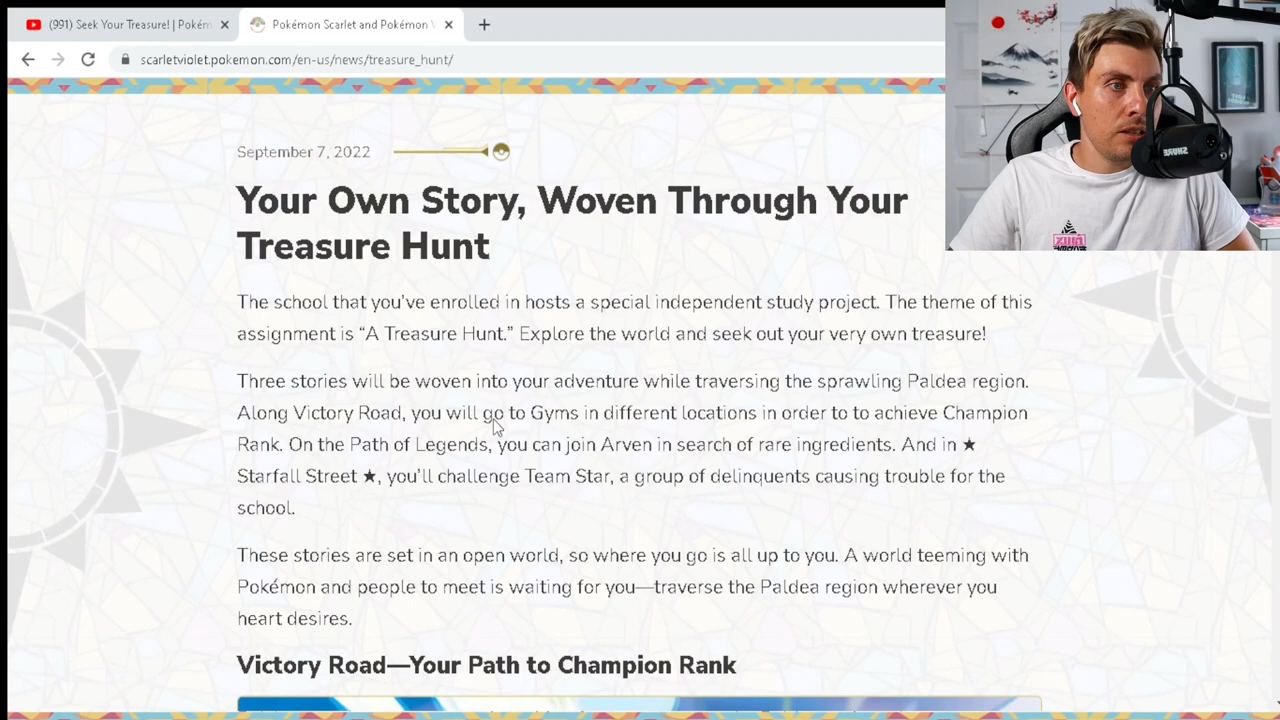 (991) Seek Your Treasure! | Pokém
Pokémon Scarlet and Pokémon V
scarletviolet.pokemon.com/en-us/news/treasure_hunt/
September 7, 2022
Your Own Story, Woven Through Your
Treasure Hunt
The school that you’ve enrolled in hosts a special independent study project. The theme of this
assignment is “A Treasure Hunt.” Explore the world and seek out your very own treasure!
Three stories will be woven into your adventure while traversing the sprawling Paldea region.
Along Victory Road, you will go to Gyms in different locations in order to to achieve Champion
Rank. On the Path of Legends, you can join Arven in search of rare ingredients. And in ★
Starfall Street ★, you’ll challenge Team Star, a group of delinquents causing trouble for the
school.
These stories are set in an open world, so where you go is all up to you. A world teeming with
Pokémon and people to meet is waiting for you—traverse the Paldea region wherever you
heart desires.
Victory Road—Your Path to Champion Rank
SHURE